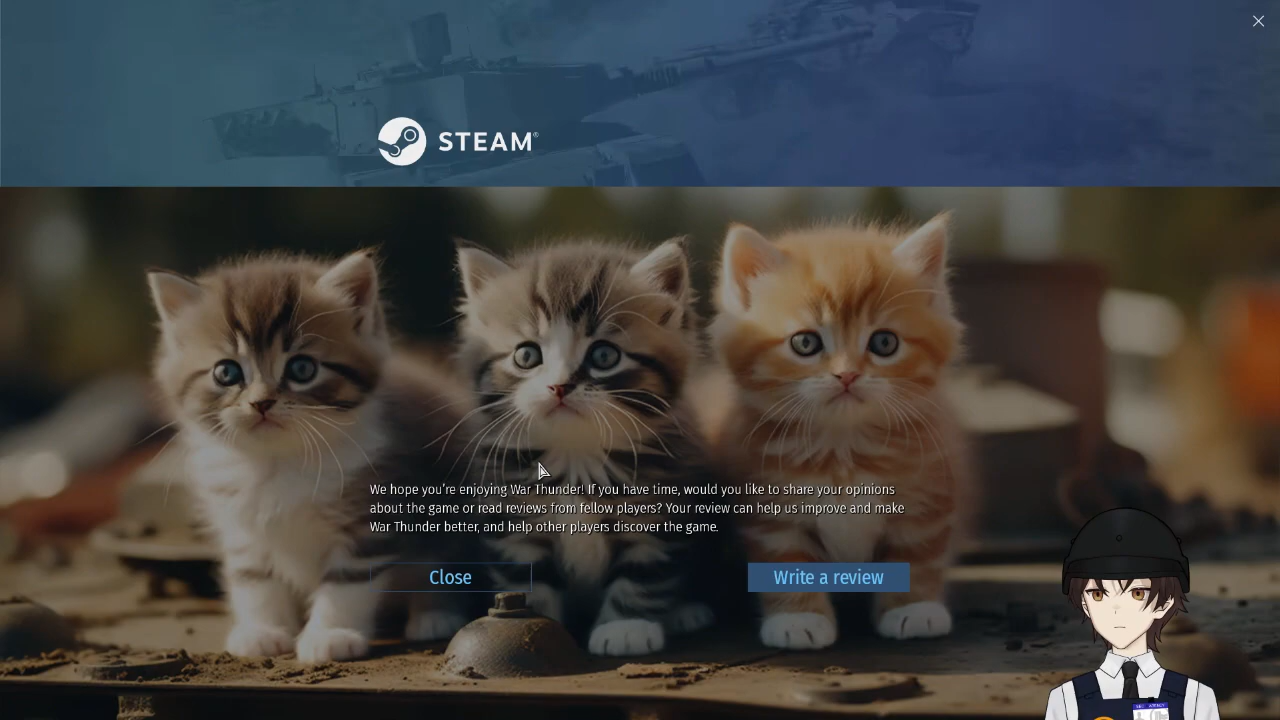 STEAM®
We hope you're enjoying War Thunder! If you have time, would you like to share your opinions
about the game or read reviews from fellow players? Your review can help us improve and make
War Thunder better, and help other players discover the game.
Close
Write a review